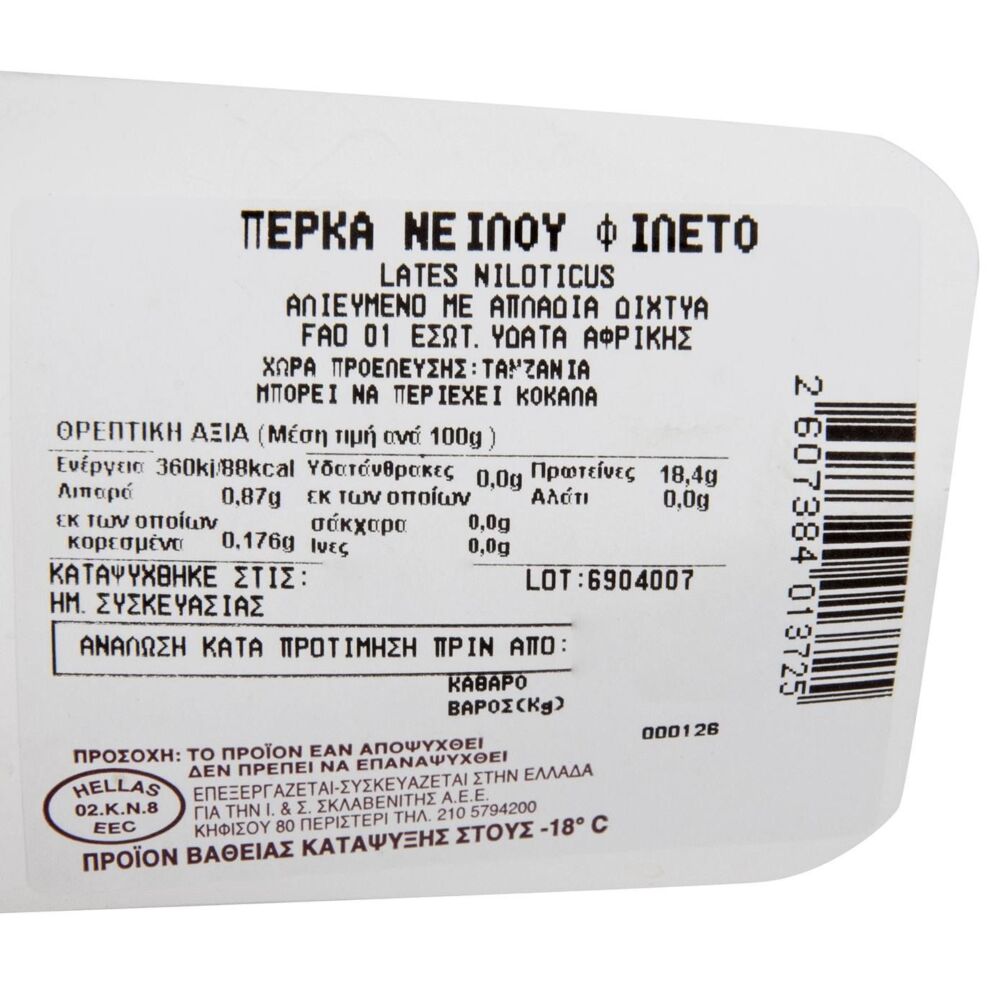 ΠΕΡΚΑ ΝΕΙΛΟΥ ΦΙΛΕΤΟ
LATES NILOTICUS
ΑΛΙΕΥΜΕΝΟ ΜΕ ΑΠΛΑΔΙΑ ΔΙΧΤΥΑ
FAO 01 ΕΣΩΤ. ΥΔΑΤΑ ΑΦΡΙΚΗΣ
ΧΩΡΑ ΠΡΟΕΛΕΥΣΗΣ:ΤΑΝΖΑΝΙΑ
ΜΠΟΡΕΙ ΝΑ ΠΕΡΙΕΧΕΙ ΚΟΚΑΛΑ
ΘΡΕΠΤΙΚΗ ΑΞΙΑ (Μέση τιμή ανά 100g )
Ενέργεια 360kj/88kcal Υδατάνθρακες 0,0g Πρωτείνες 18,4g
Λιπαρά 0,87g εκ των οποίων Αλάτι 0,0g
εκ των οποίων σάκχαρα 0,0g
κορεσμένα 0,176g Ινες 0,0g
ΚΑΤΑΨΥΧΘΗΚΕ ΣΤΙΣ: LOT:6904007
ΗΜ. ΣΥΣΚΕΥΑΣΙΑΣ
ΑΝΑΛΩΣΗ ΚΑΤΑ ΠΡΟΤΙΜΗΣΗ ΠΡΙΝ ΑΠΟ:
ΚΑΘΑΡΟ
ΒΑΡΟΣ(Kg)
000126
2 607384 013725
ΠΡΟΣΟΧΗ: ΤΟ ΠΡΟΪΟΝ ΕΑΝ ΑΠΟΨΥΧΘΕΙ
ΔΕΝ ΠΡΕΠΕΙ ΝΑ ΕΠΑΝΑΨΥΧΘΕΙ
HELLAS
02.K.N.8
EEC
ΕΠΕΞΕΡΓΑΖΕΤΑΙ-ΣΥΣΚΕΥΑΖΕΤΑΙ ΣΤΗΝ ΕΛΛΑΔΑ
ΓΙΑ ΤΗΝ Ι. & Σ. ΣΚΛΑΒΕΝΙΤΗΣ Α.Ε.Ε.
ΚΗΦΙΣΟΥ 80 ΠΕΡΙΣΤΕΡΙ ΤΗΛ. 210 5794200
ΠΡΟΪΟΝ ΒΑΘΕΙΑΣ ΚΑΤΑΨΥΞΗΣ ΣΤΟΥΣ -18° C